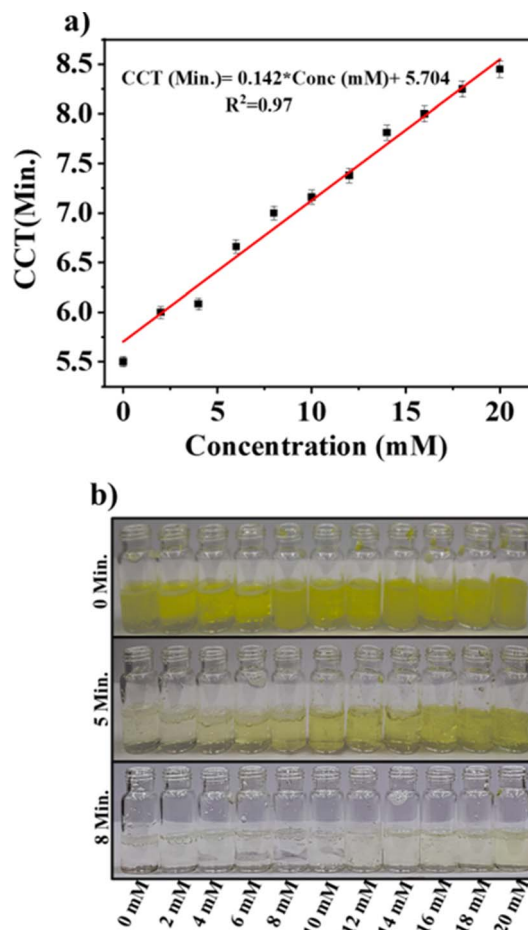 a)
8.5
8.0
7.5
7.0
6.5
6.0
5.5
CCT(Min.)
CCT (Min.)= 0.142*Conc (mM)+ 5.704
R²=0.97
0 5 10 15 20
Concentration (mM)
b)
0 Min.
5 Min.
8 Min.
0 mM 2 mM 4 mM 6 mM 8 mM 10 mM 12 mM 14 mM 16 mM 18 mM 20 mM